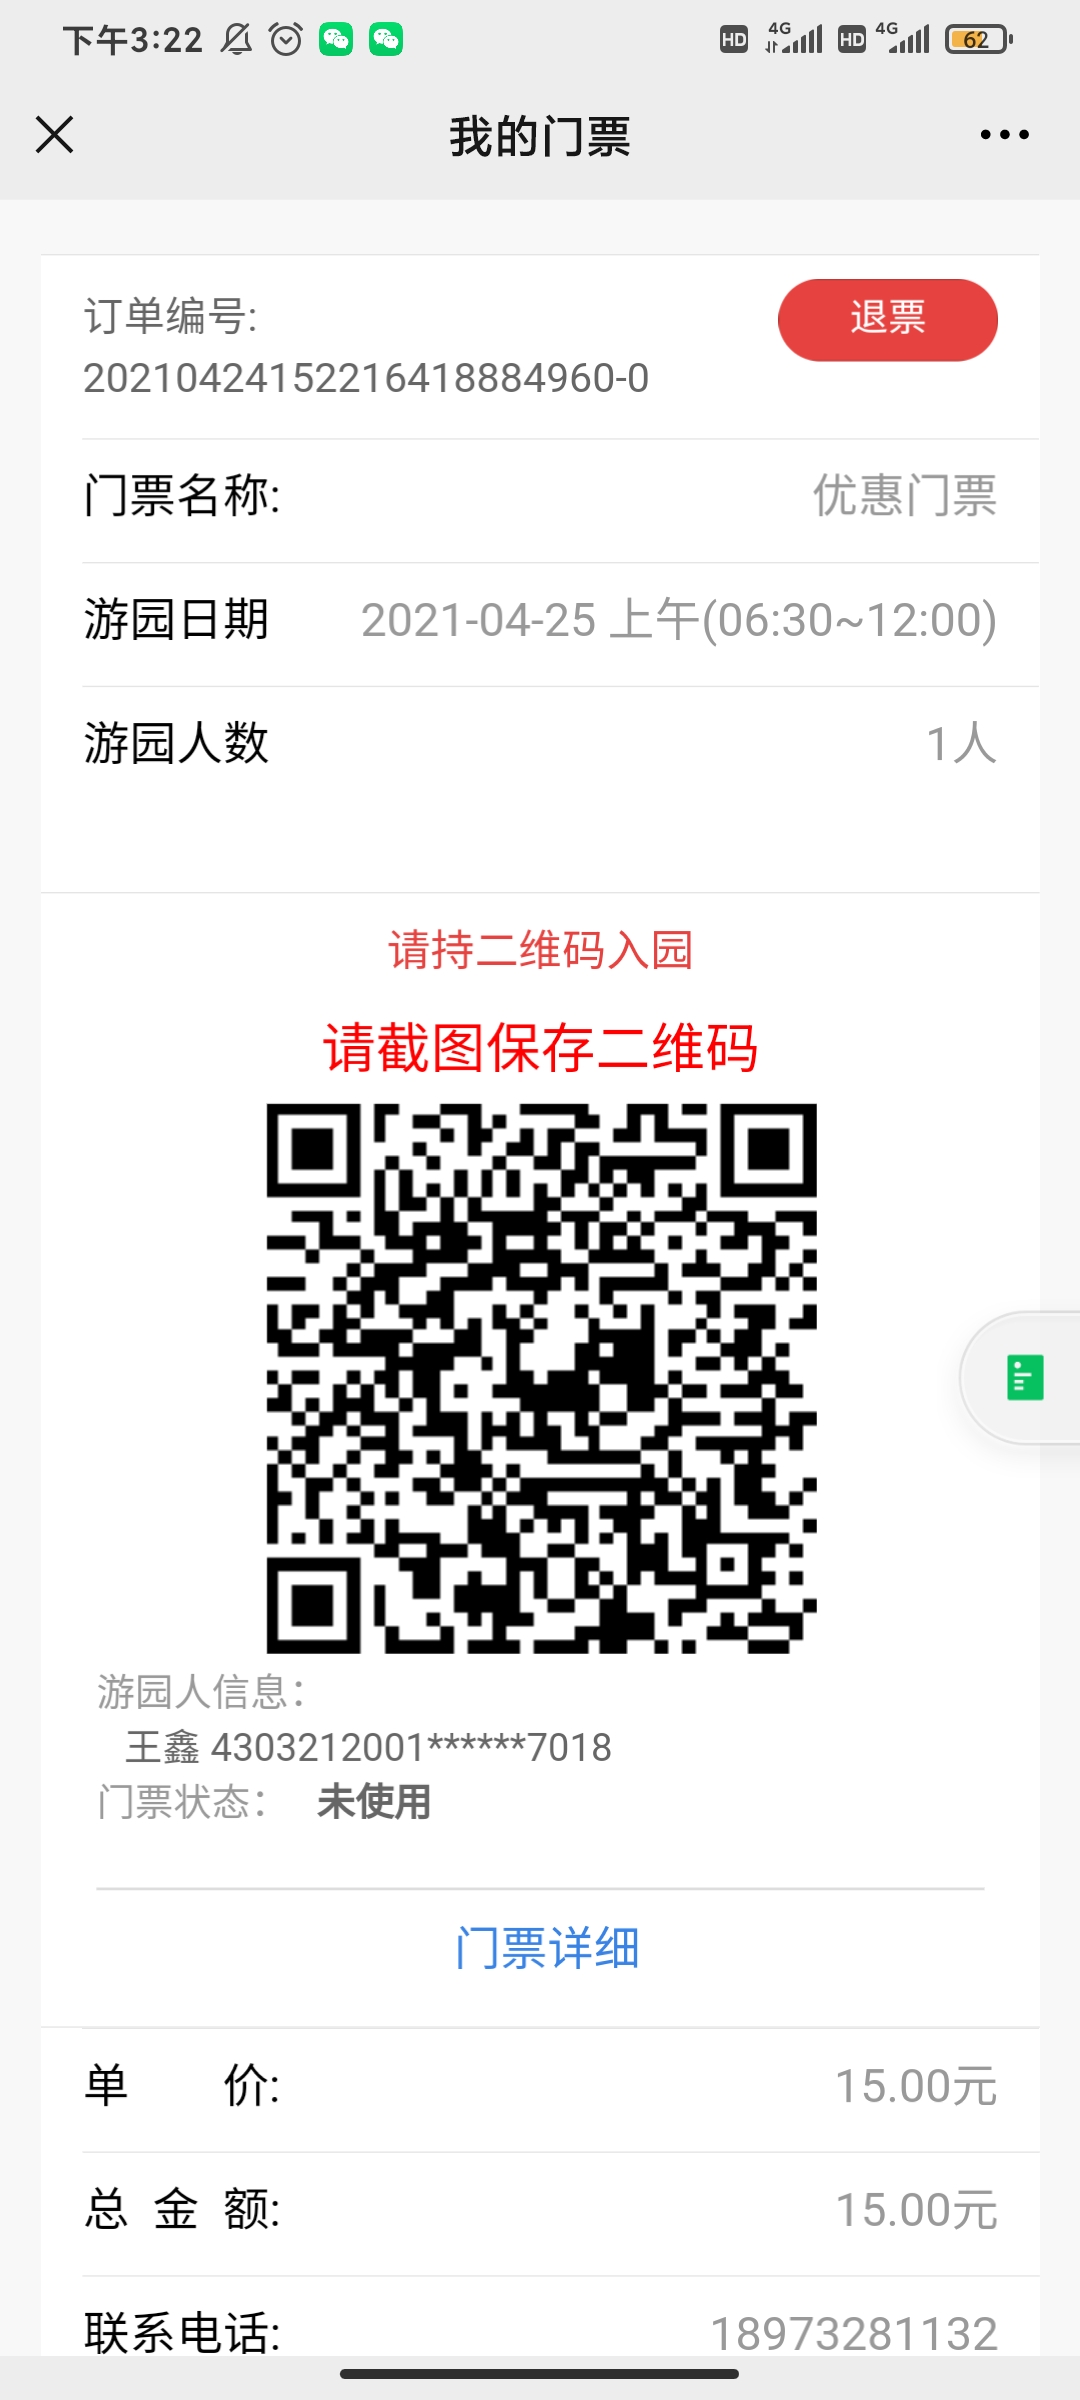 下午3:22
HD 4G HD 4G 62
我的门票
订单编号:
退票
20210424152216418884960-0
门票名称: 优惠门票
游园日期 2021-04-25 上午(06:30~12:00)
游园人数 1人
请持二维码入园
请截图保存二维码
游园人信息：
王鑫 4303212001******7018
门票状态： 未使用
门票详细
单 价: 15.00元
总 金 额: 15.00元
联系电话: 18973281132